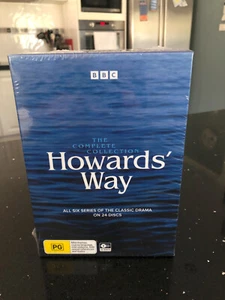 BBC
THE
COMPLETE
COLLECTION
Howards'
Way
ALL SIX SERIES OF THE CLASSIC DRAMA
ON 24 DISCS
PG